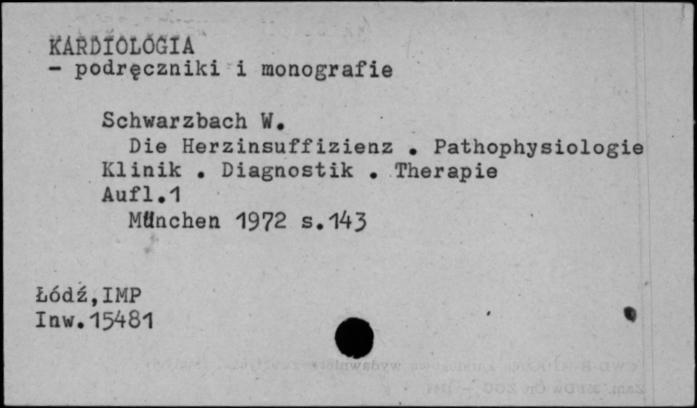 KARDIOLOGIA
- podręczniki i monografie
Schwarzbach W.
Die Herzinsuffizienz . Pathophysiologie
Klinik . Diagnostik . Therapie
Aufl.1
München 1972 s.143
Łódź,IMP
Inw.15481